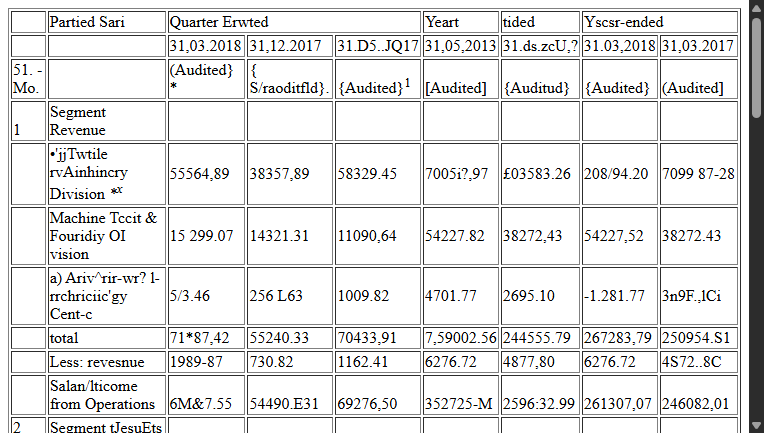 Partied Sari Quarter Erwted Yeart tided Yscsr-ended
31,03.2018 31,12.2017 31.D5..JQ17 31,05,2013 31.ds.zcU,? 31.03,2018 31,03.2017
51. - (Audited} {
Mo. * S/raoditfld}. {Audited}1 [Audited] {Auditud} {Audited} (Audited]
Segment
1 Revenue
•'jjTwtile
rvAinhincry 55564,89 38357,89 58329.45 7005i?,97 £03583.26 208/94.20 7099 87-28
Division *x
Machine Tccit &
Fouridiy OI 15 299.07 14321.31 11090,64 54227.82 38272,43 54227,52 38272.43
vision
a) Ariv^rir-wr? l-
rrchriciic'gy 5/3.46 256 L63 1009.82 4701.77 2695.10 -1.281.77 3n9F.,lCi
Cent-c
total 71*87,42 55240.33 70433,91 7,59002.56 244555.79 267283,79 250954.S1
Less: revesnue 1989-87 730.82 1162.41 6276.72 4877,80 6276.72 4S72..8C
Salan/lticome
from Operations 6M&7.55 54490.E31 69276,50 352725-M 2596:32.99 261307,07 246082,01
2 Segment tJesuEts